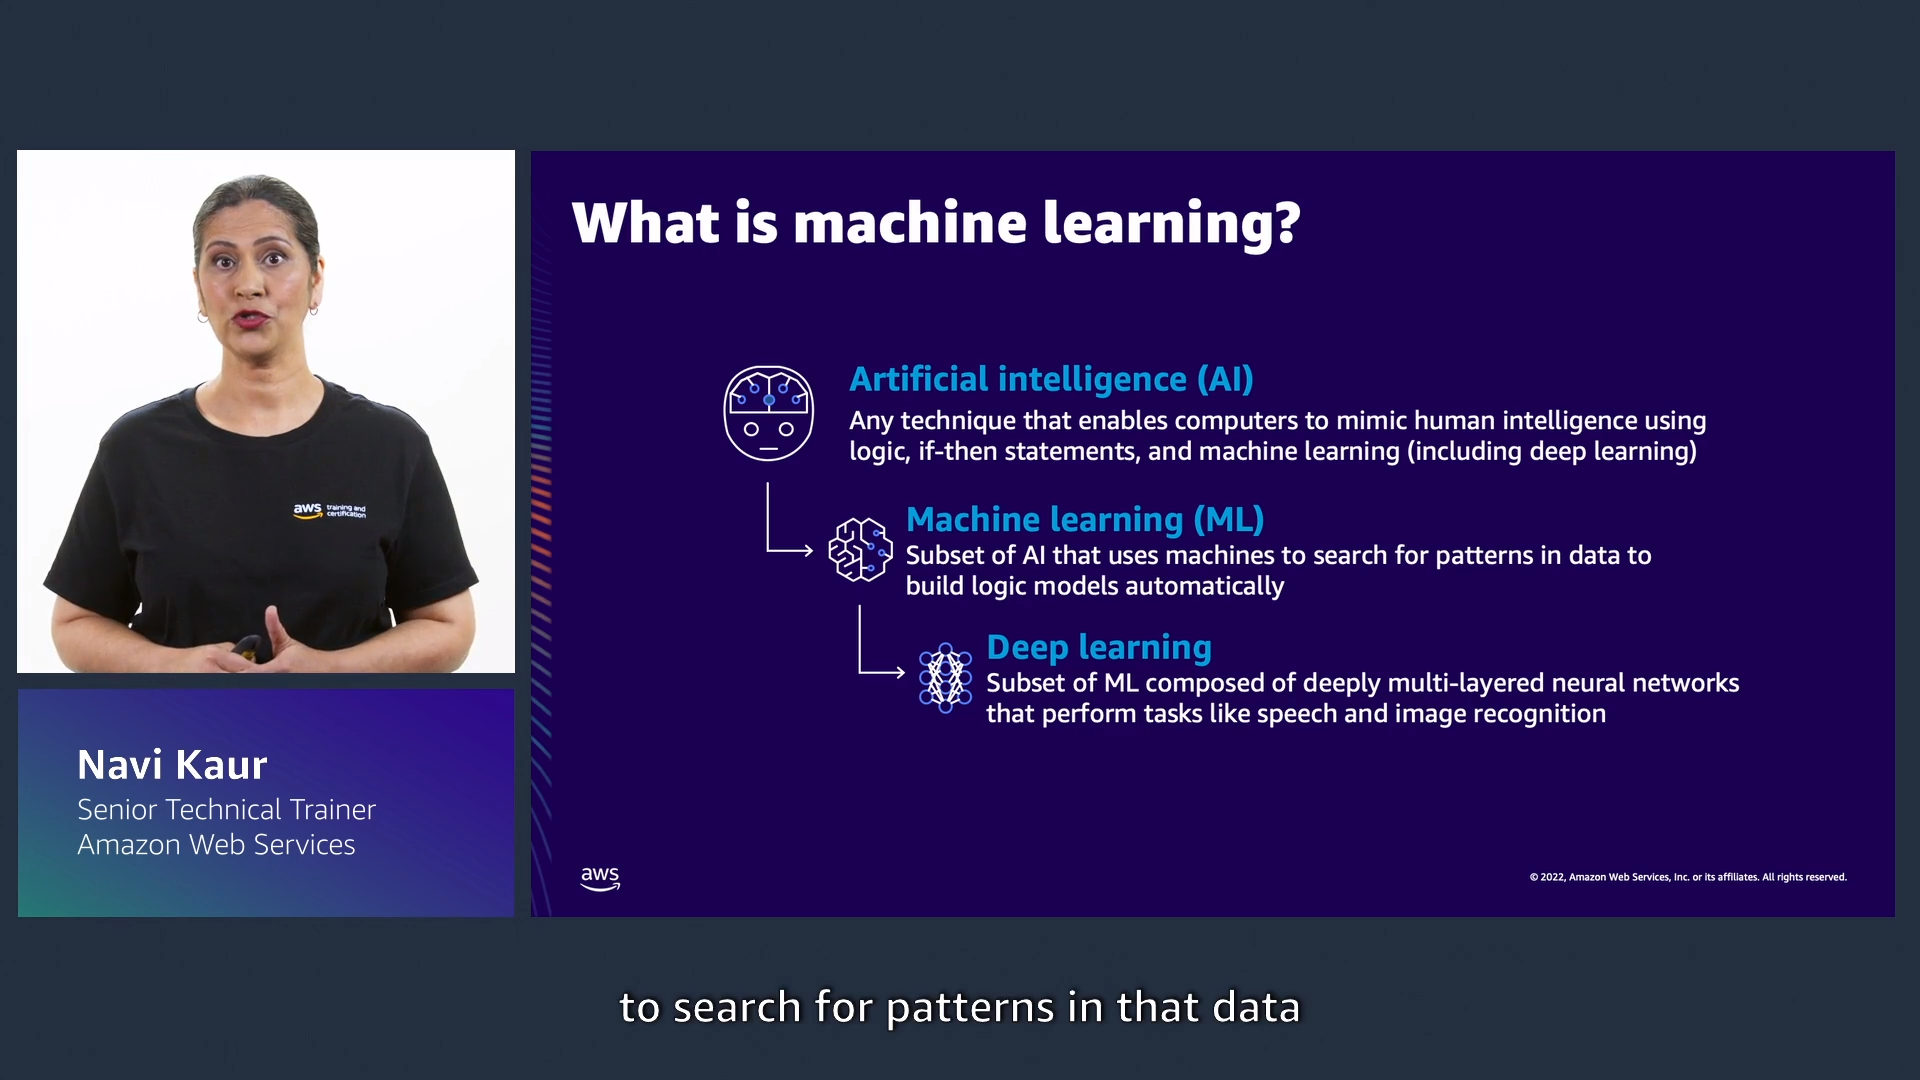 What is machine learning?
Artificial intelligence (AI)
Any technique that enables computers to mimic human intelligence using
logic, if-then statements, and machine learning (including deep learning)
Machine learning (ML)
Subset of AI that uses machines to search for patterns in data to
build logic models automatically
Deep learning
Subset of ML composed of deeply multi-layered neural networks
that perform tasks like speech and image recognition
aws
© 2022, Amazon Web Services, Inc. or its affiliates. All rights reserved.
aws training and
certification
Navi Kaur
Senior Technical Trainer
Amazon Web Services
to search for patterns in that data